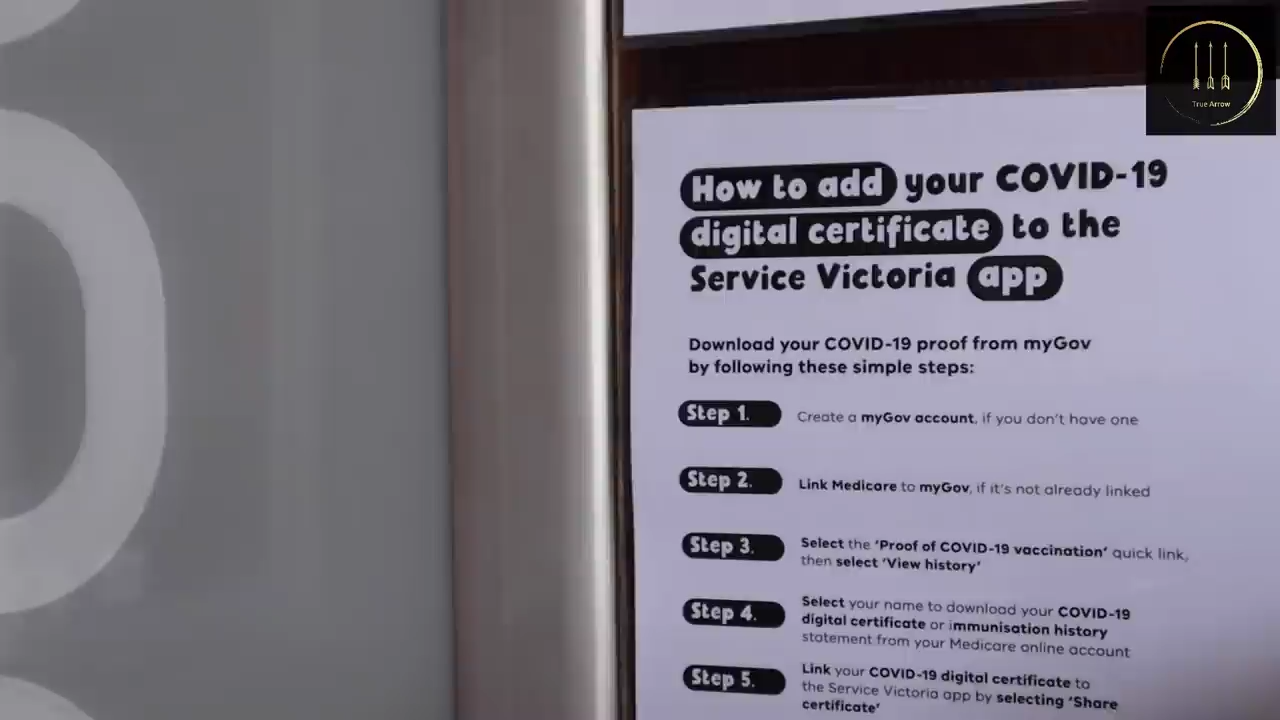 True Arrow
How to add your COVID-19
digital certificate to the
Service Victoria app
Download your COVID-19 proof from myGov
by following these simple steps:
Step 1. Create a myGov account, if you don't have one
Step 2. Link Medicare to myGov, if it's not already linked
Step 3. Select the 'Proof of COVID-19 vaccination' quick link,
then select 'View history'
Step 4. Select your name to download your COVID-19
digital certificate or immunisation history
statement from your Medicare online account
Step 5. Link your COVID-19 digital certificate to
the Service Victoria app by selecting 'Share
certificate'